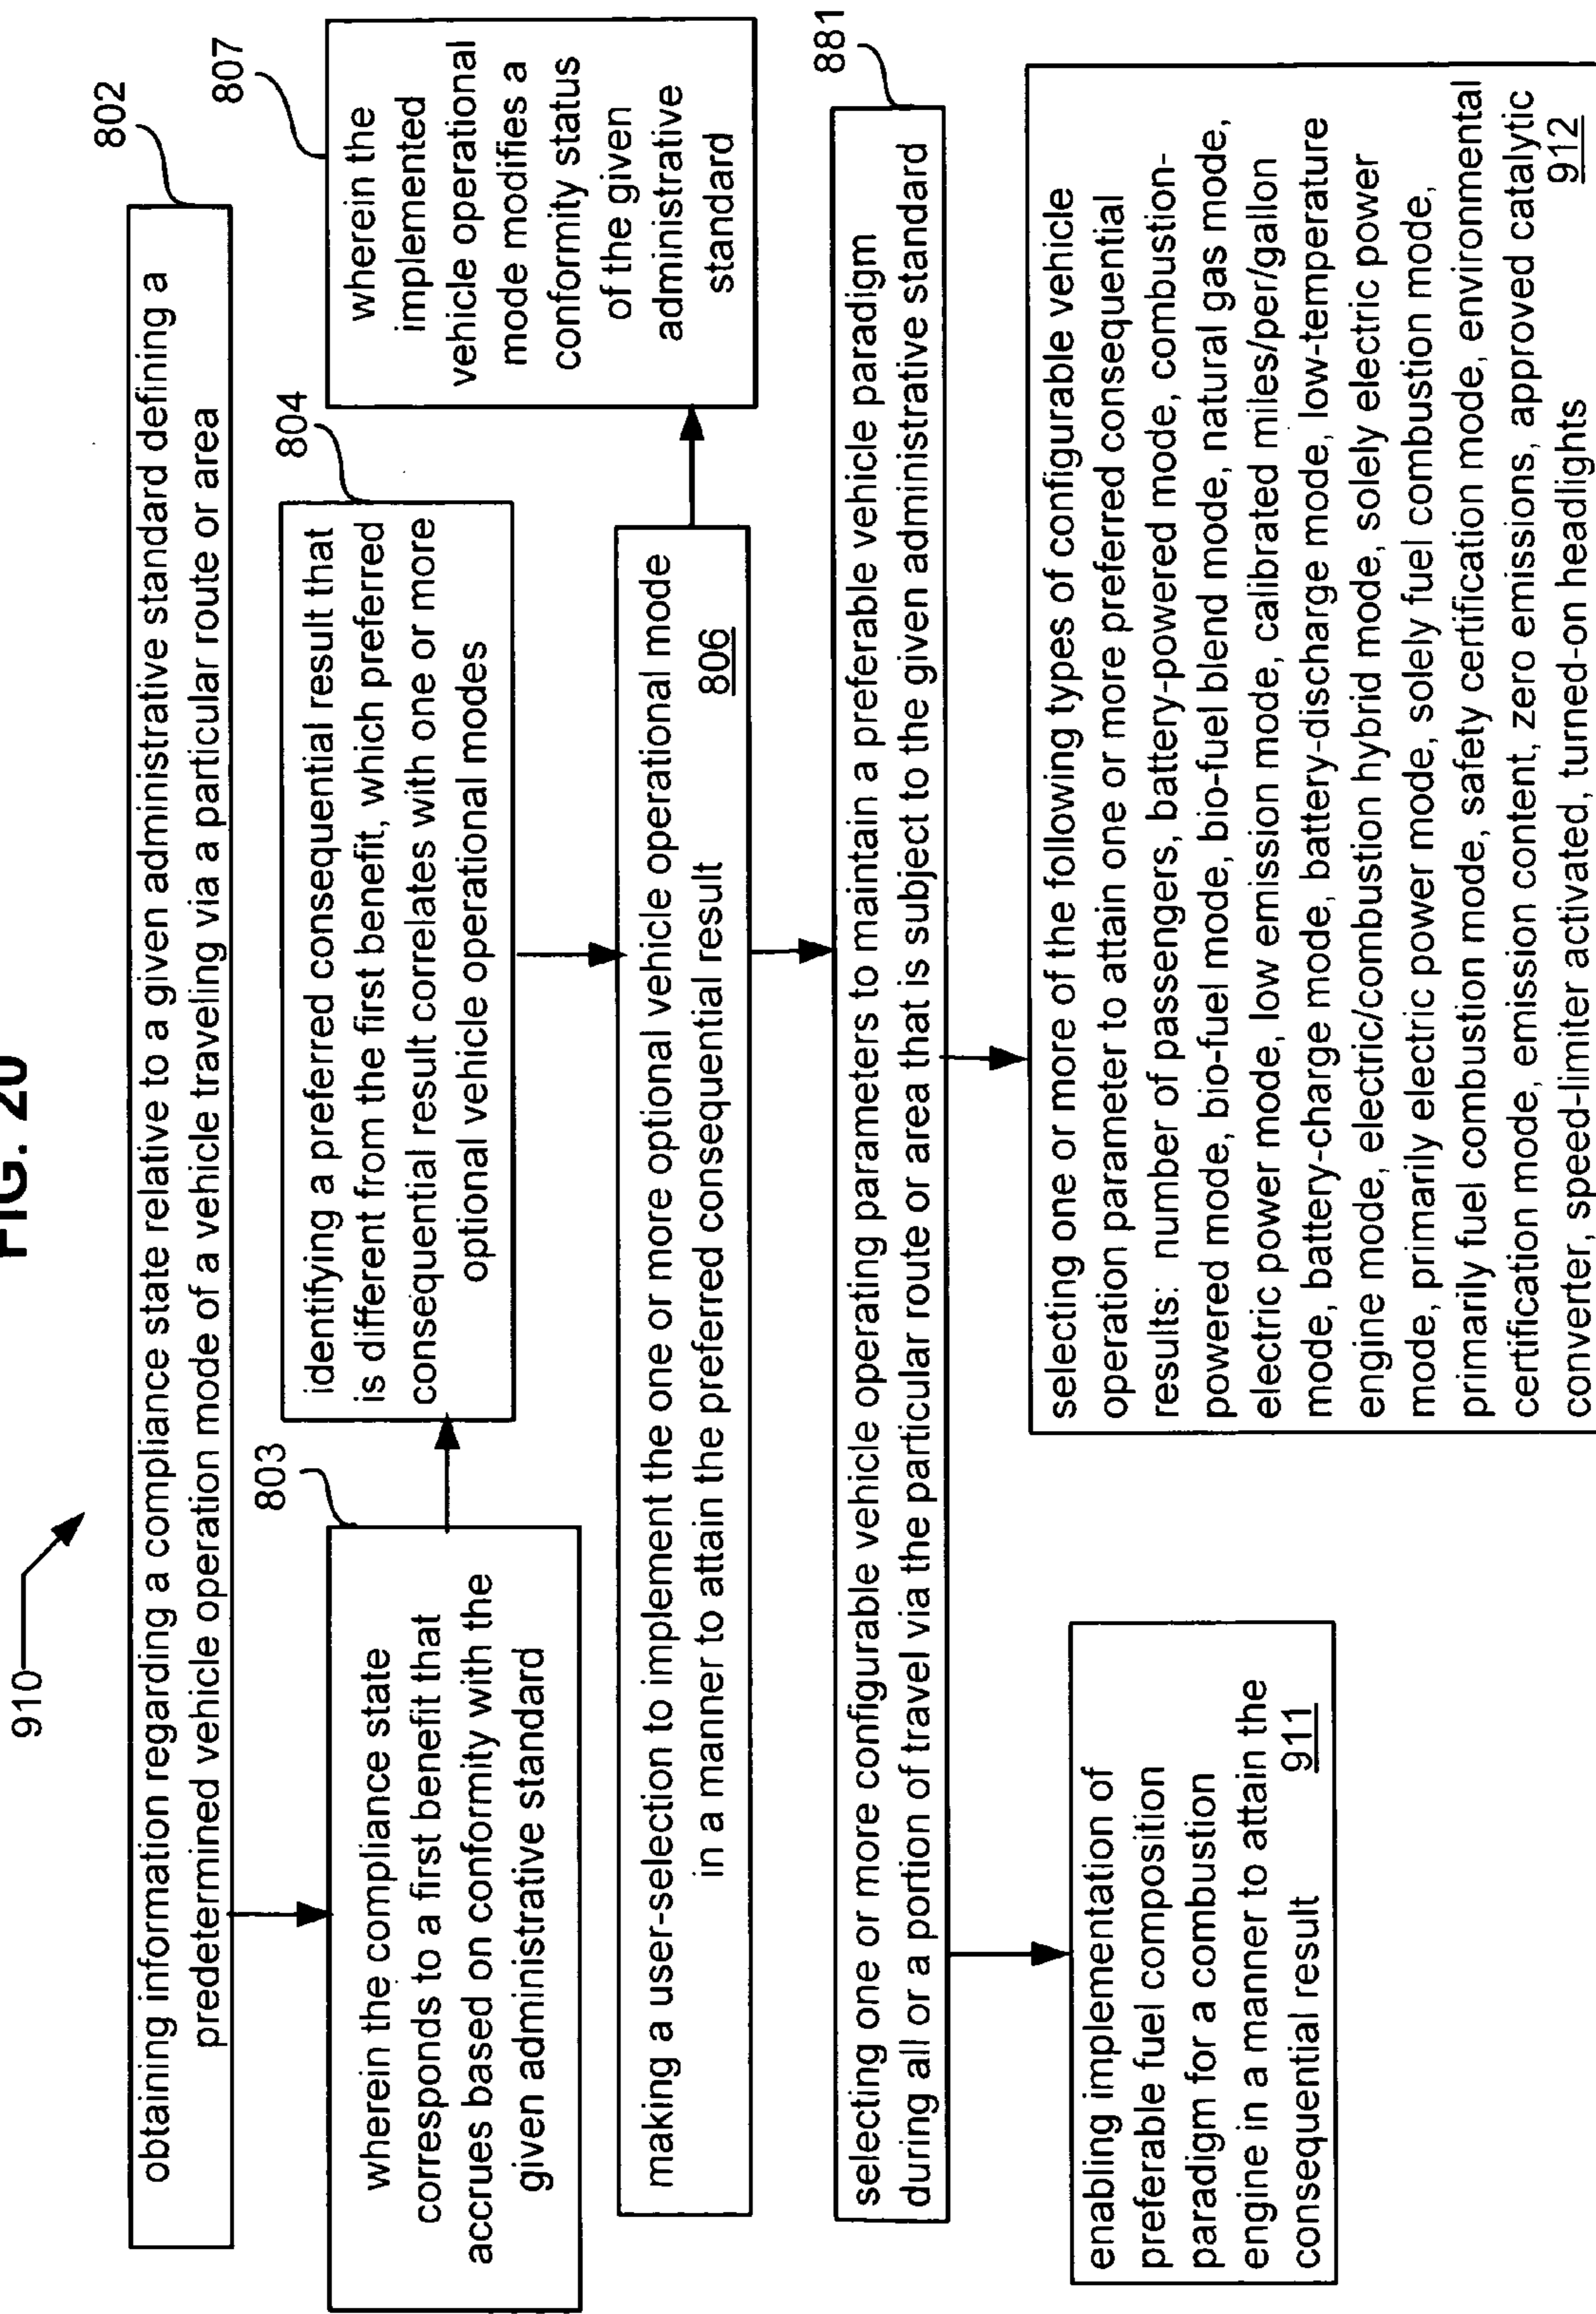 FIG. 20
910
802
obtaining information regarding a compliance state relative to a given administrative standard defining a
predetermined vehicle operation mode of a vehicle traveling via a particular route or area
803
wherein the compliance state
corresponds to a first benefit that
accrues based on conformity with the
given administrative standard
804
identifying a preferred consequential result that
is different from the first benefit, which preferred
consequential result correlates with one or more
optional vehicle operational modes
807
wherein the
implemented
vehicle operational
mode modifies a
conformity status
of the given
administrative
standard
making a user-selection to implement the one or more optional vehicle operational mode
in a manner to attain the preferred consequential result 806
881
selecting one or more configurable vehicle operating parameters to maintain a preferable vehicle paradigm
during all or a portion of travel via the particular route or area that is subject to the given administrative standard
enabling implementation of
preferable fuel composition
paradigm for a combustion
engine in a manner to attain the
consequential result 911
selecting one or more of the following types of configurable vehicle
operation parameter to attain one or more preferred consequential
results: number of passengers, battery-powered mode, combustion-
powered mode, bio-fuel mode, bio-fuel blend mode, natural gas mode,
electric power mode, low emission mode, calibrated miles/per/gallon
mode, battery-charge mode, battery-discharge mode, low-temperature
engine mode, electric/combustion hybrid mode, solely electric power
mode, primarily electric power mode, solely fuel combustion mode,
primarily fuel combustion mode, safety certification mode, environmental
certification mode, emission content, zero emissions, approved catalytic
converter, speed-limiter activated, turned-on headlights 912